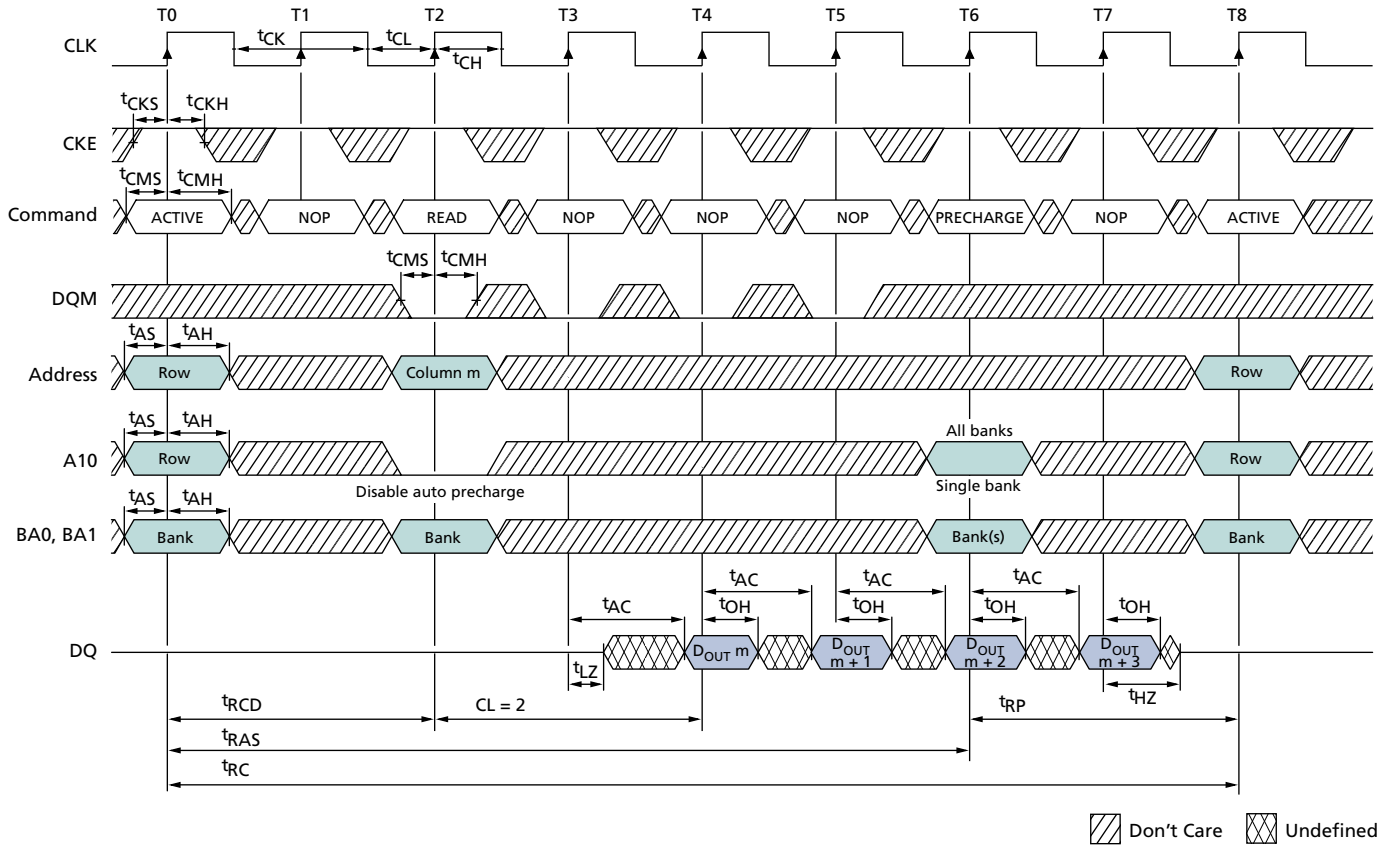 T0 T1 T2 T3 T4 T5 T6 T7 T8
CLK tCK tCL
tCH
tCKS tCKH
CKE
tCMS tCMH
Command ACTIVE NOP READ NOP NOP NOP PRECHARGE NOP ACTIVE
tCMS tCMH
DQM
tAS tAH
Address Row Column m Row
tAS tAH All banks
A10 Row Row
Disable auto precharge Single bank
tAS tAH
BA0, BA1 Bank Bank Bank(s) Bank
tAC tAC tAC
tAC tOH tOH tOH tOH
DQ DOUT m DOUT m + 1 DOUT m + 2 DOUT m + 3
tLZ tHZ
tRCD CL = 2 tRP
tRAS
tRC
Don't Care Undefined